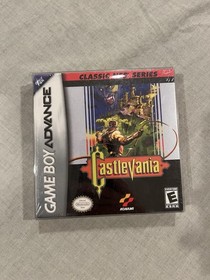 CLASSIC NES SERIES
GAME BOY ADVANCE
Castlevania
KONAMI
E